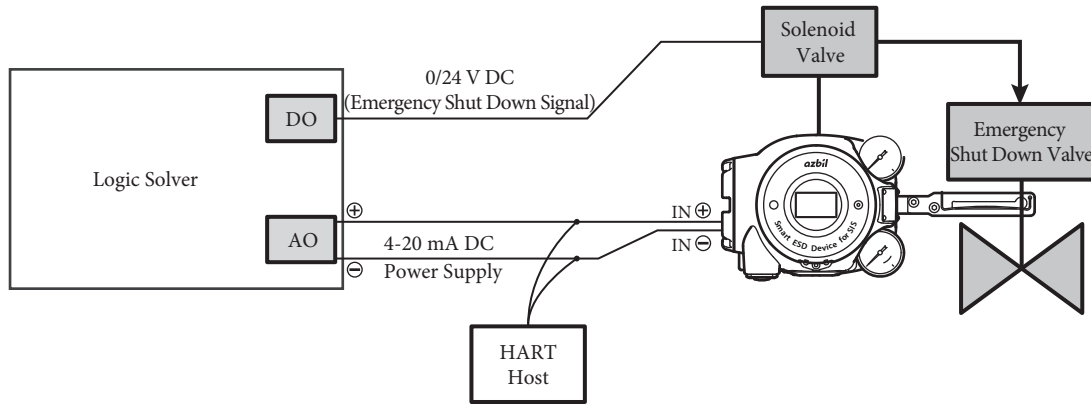 Solenoid
Valve
0/24 V DC
(Emergency Shut Down Signal)
DO
Emergency
Shut Down Valve
azbil
Logic Solver
Smart ESD Device for SIS
⊕
IN ⊕
AO
4-20 mA DC
IN ⊖
⊖
Power Supply
HART
Host